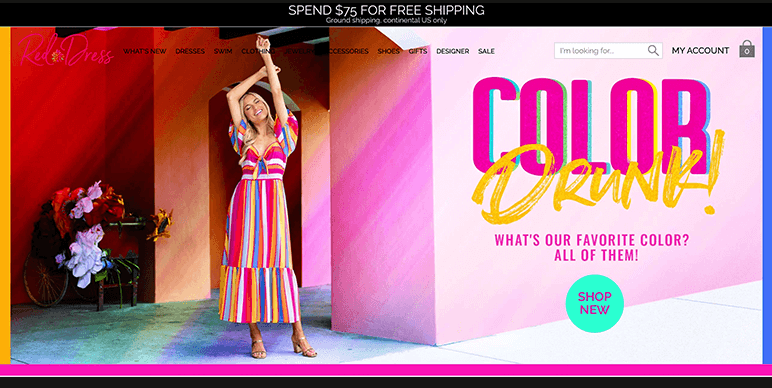 SPEND $75 FOR FREE SHIPPING
Ground shipping, continental US only
Red Dress
WHAT'S NEW DRESSES SWIM CLOTHING ACCESSORIES SHOES GIFTS DESIGNER SALE
I'm looking for...
MY ACCOUNT
0
COLOR
DRUNK!
WHAT'S OUR FAVORITE COLOR?
ALL OF THEM!
SHOP
NEW